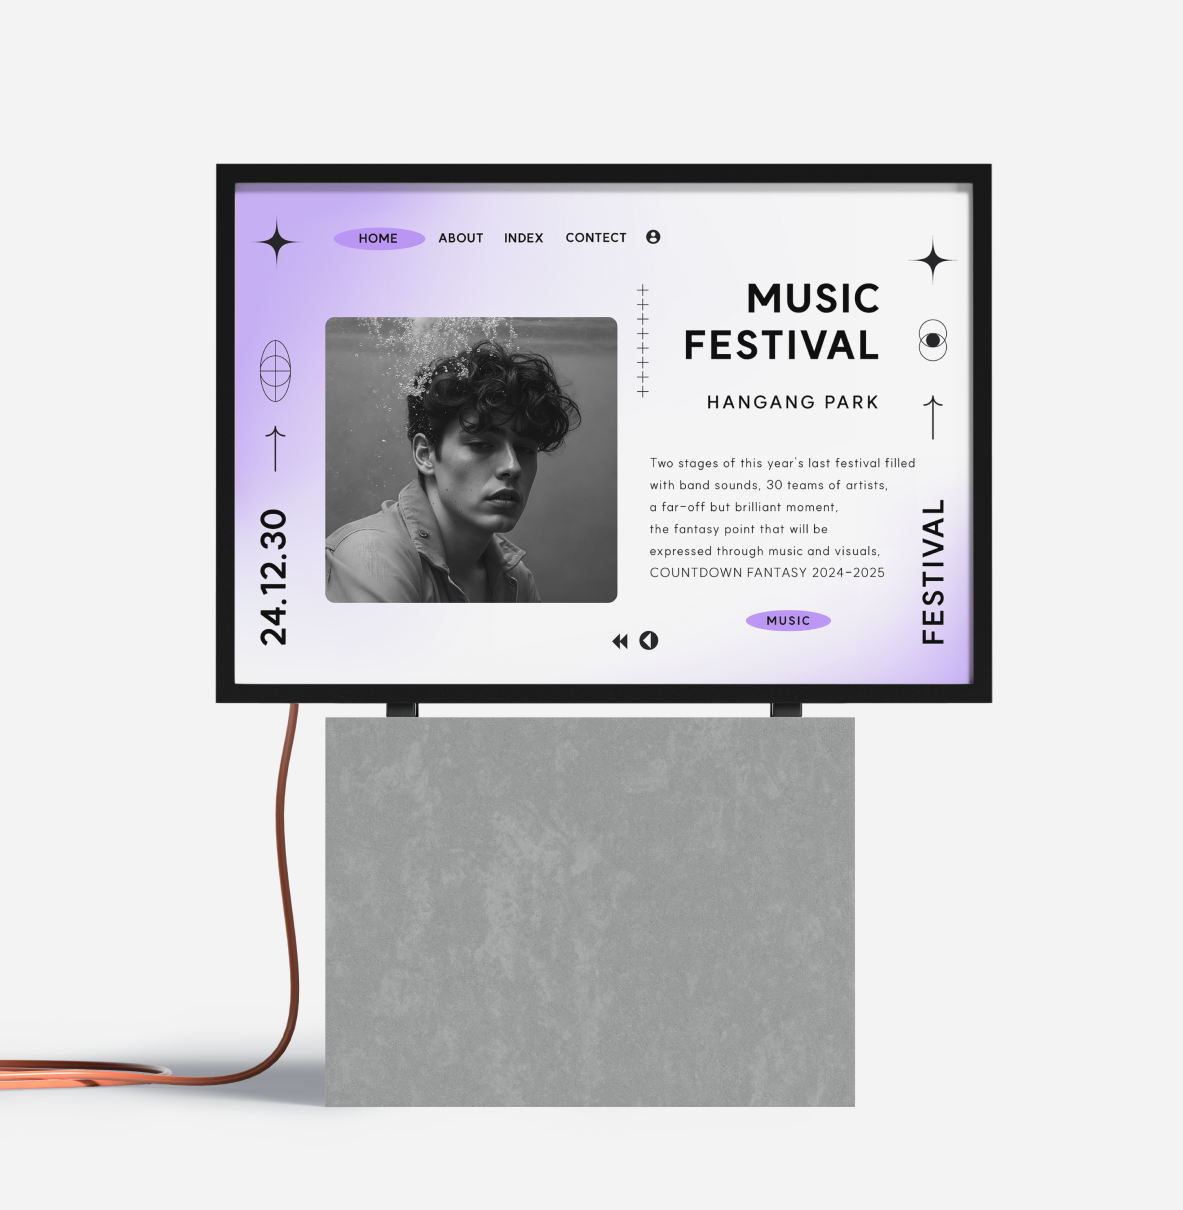 HOME ABOUT INDEX CONTECT
MUSIC
FESTIVAL
HANGANG PARK
Two stages of this year's last festival filled
with band sounds, 30 teams of artists,
a far-off but brilliant moment,
the fantasy point that will be
expressed through music and visuals,
COUNTDOWN FANTASY 2024-2025
MUSIC
24.12.30
FESTIVAL